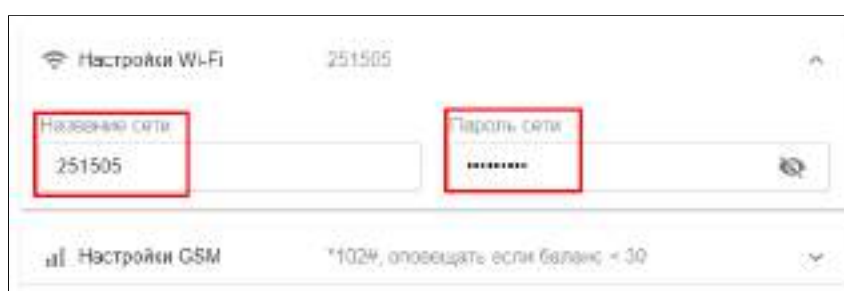 Настройки Wi-Fi 251505
Название сети Пароль сети
251505 •••••••••
Настройки GSM *102#, оповещать если баланс < 30